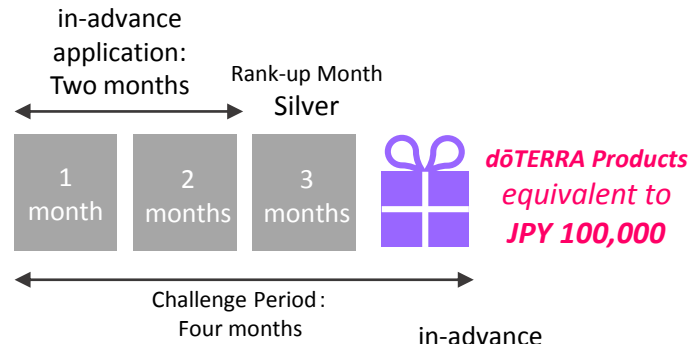 in-advance
application:
Two months
Rank-up Month
Silver
1
month
2
months
3
months
dōTERRA Products
equivalent to
JPY 100,000
Challenge Period:
Four months
in-advance